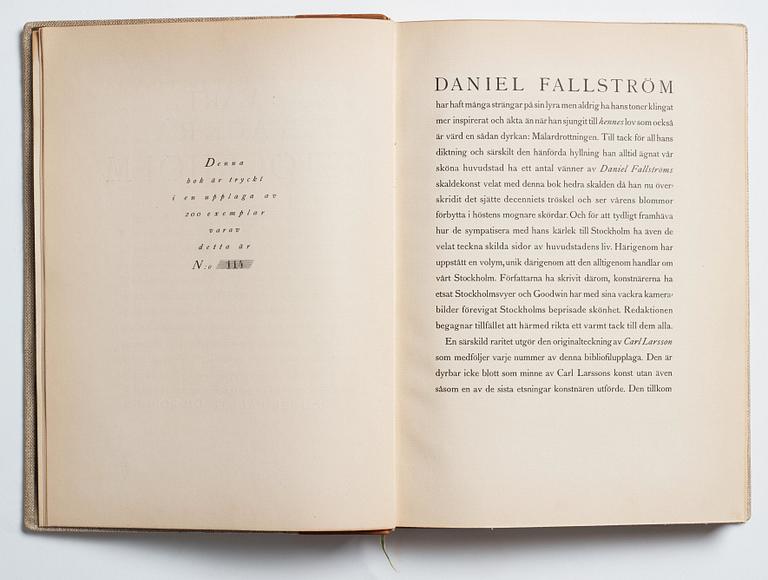 Denna
bok är tryckt
i en upplaga av
200 exemplar
varav
detta är
N:o 114
DANIEL FALLSTRÖM
har haft många strängar på sin lyra men aldrig ha hans toner klingat
mer inspirerat och äkta än när han sjungit till hennes lov som också
är värd en sådan dyrkan: Mälardrottningen. Till tack för all hans
diktning och särskilt den hänförda hyllning han alltid ägnat vår
sköna huvudstad ha ett antal vänner av Daniel Fallströms
skaldekonst velat med denna bok hedra skalden då han nu över-
skridit det sjätte decenniets tröskel och ser vårens blommor
förbytta i höstens mognare skördar. Och för att tydligt framhäva
hur de sympatisera med hans kärlek till Stockholm ha även de
velat teckna skilda sidor av huvudstadens liv. Härigenom har
uppstått en volym, unik därigenom att den alltigenom handlar om
vårt Stockholm. Författarna ha skrivit därom, konstnärerna ha
etsat Stockholmsvyer och Goodwin har med sina vackra kamera-
bilder förevigat Stockholms beprisade skönhet. Redaktionen
begagnar tillfället att härmed rikta ett varmt tack till dem alla.
En särskild raritet utgör den originalteckning av Carl Larsson
som medföljer varje nummer av denna bibliofilupplaga. Den är
dyrbar icke blott som minne av Carl Larssons konst utan även
såsom en av de sista etsningar konstnären utförde. Den tillkom